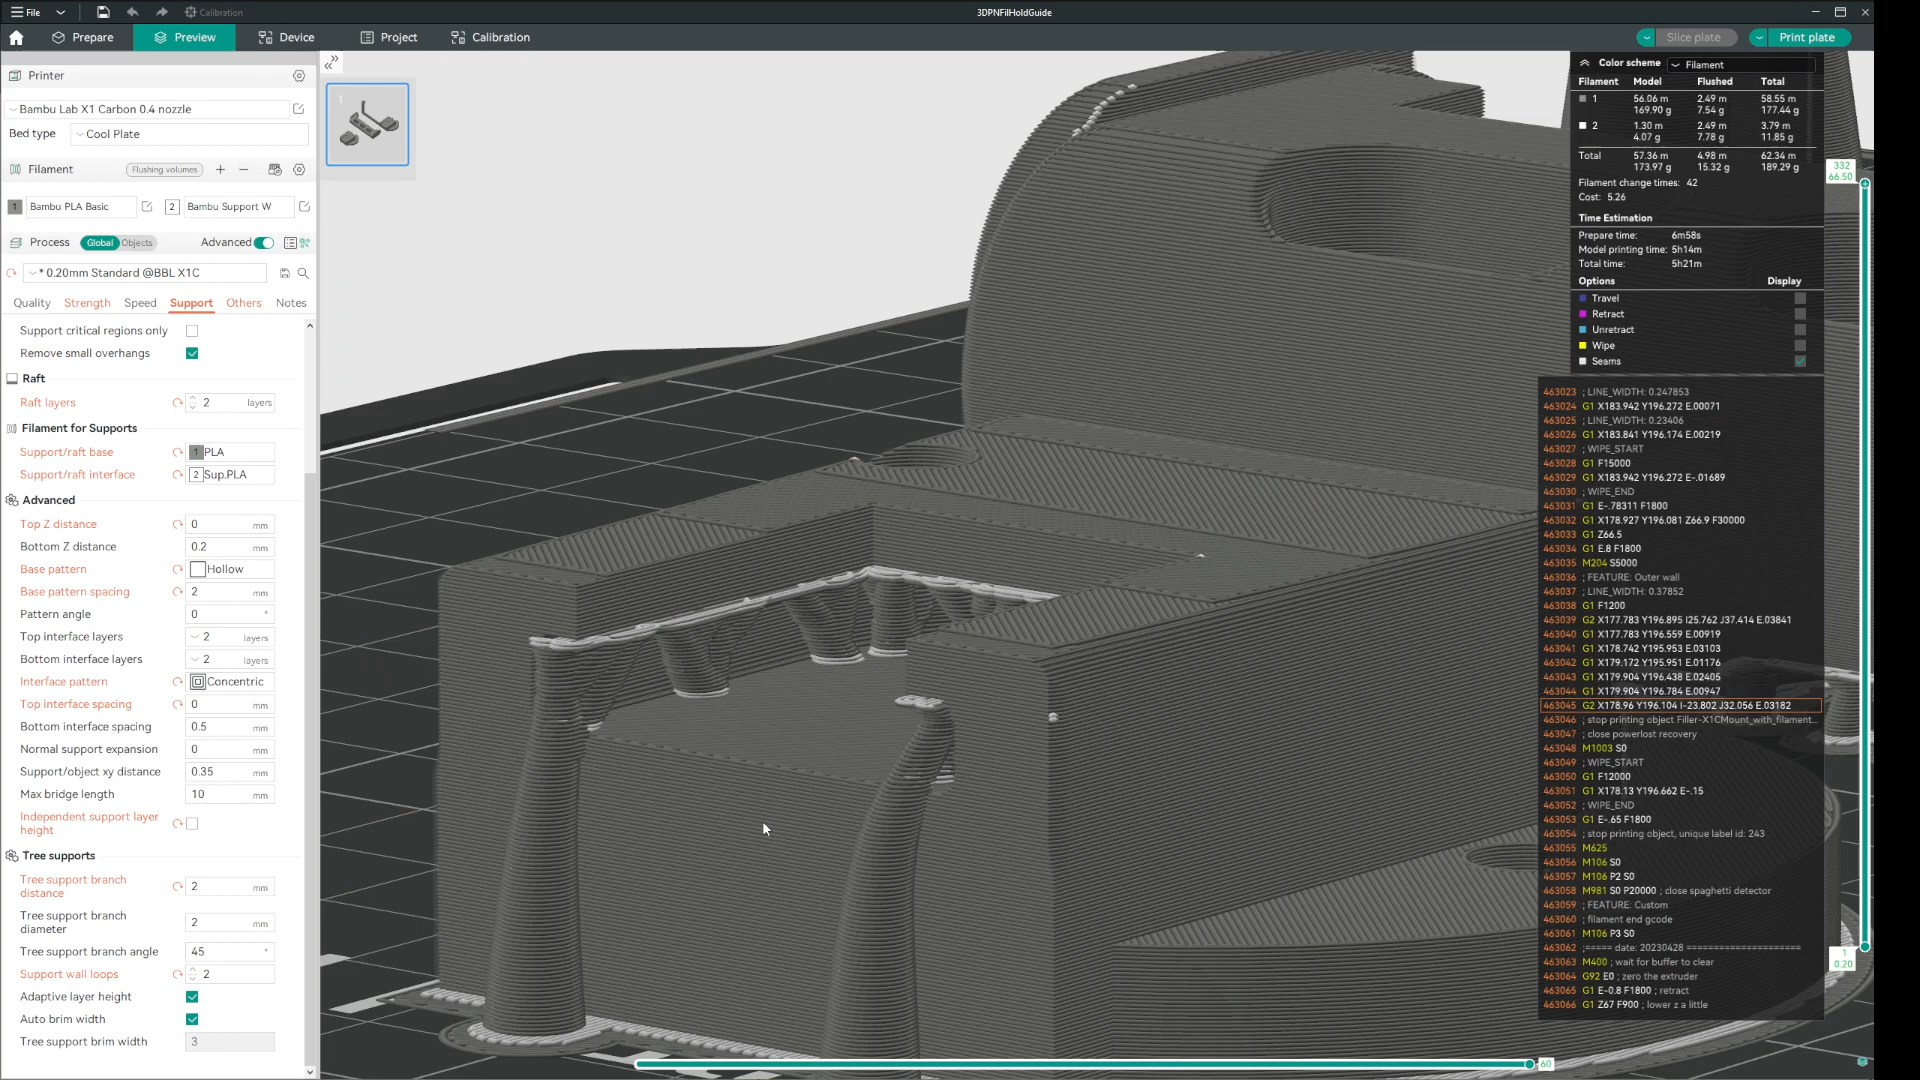 File
Calibration
3DPNFilHoldGuide
Prepare
Preview
Device
Project
Calibration
Slice plate
Print plate
Printer
Bambu Lab X1 Carbon 0.4 nozzle
Bed type
Cool Plate
Filament
Flushing volumes
+
−
1 Bambu PLA Basic
2 Bambu Support W
Process
Global
Objects
Advanced
* 0.20mm Standard @BBL X1C
Quality
Strength
Speed
Support
Others
Notes
Support critical regions only
Remove small overhangs
Raft
Raft layers 2 layers
Filament for Supports
Support/raft base 1 PLA
Support/raft interface 2 Sup.PLA
Advanced
Top Z distance 0 mm
Bottom Z distance 0.2 mm
Base pattern Hollow
Base pattern spacing 2 mm
Pattern angle 0 °
Top interface layers 2 layers
Bottom interface layers 2 layers
Interface pattern Concentric
Top interface spacing 0 mm
Bottom interface spacing 0.5 mm
Normal support expansion 0 mm
Support/object xy distance 0.35 mm
Max bridge length 10 mm
Independent support layer
height
Tree supports
Tree support branch
distance 2 mm
Tree support branch
diameter 2 mm
Tree support branch angle 45 °
Support wall loops 2
Adaptive layer height
Auto brim width
Tree support brim width 3
1
Color scheme Filament
Filament Model Flushed Total
1 56.06 m 2.49 m 58.55 m
169.90 g 7.54 g 177.44 g
2 1.30 m 2.49 m 3.79 m
4.07 g 7.78 g 11.85 g
Total 57.36 m 4.98 m 62.34 m
173.97 g 15.32 g 189.29 g
Filament change times: 42
Cost: 5.26
Time Estimation
Prepare time: 6m58s
Model printing time: 5h14m
Total time: 5h21m
Options Display
Travel
Retract
Unretract
Wipe
Seams
332
66.50
463023 ; LINE_WIDTH: 0.247853
463024 G1 X183.942 Y196.272 E.00071
463025 ; LINE_WIDTH: 0.23406
463026 G1 X183.841 Y196.174 E.00219
463027 ; WIPE_START
463028 G1 F15000
463029 G1 X183.942 Y196.272 E-.01689
463030 ; WIPE_END
463031 G1 E-.78311 F1800
463032 G1 X178.927 Y196.081 Z66.9 F30000
463033 G1 Z66.5
463034 G1 E.8 F1800
463035 M204 S5000
463036 ; FEATURE: Outer wall
463037 ; LINE_WIDTH: 0.37852
463038 G1 F1200
463039 G2 X177.783 Y196.895 I25.762 J37.414 E.03841
463040 G1 X177.783 Y196.559 E.00919
463041 G1 X178.742 Y195.953 E.03103
463042 G1 X179.172 Y195.951 E.01176
463043 G1 X179.904 Y196.438 E.02405
463044 G1 X179.904 Y196.784 E.00947
463045 G2 X178.96 Y196.104 I-23.802 J32.056 E.03182
463046 ; stop printing object Filler-X1CMount_with_filament...
463047 ; close powerlost recovery
463048 M1003 S0
463049 ; WIPE_START
463050 G1 F12000
463051 G1 X178.13 Y196.662 E-.15
463052 ; WIPE_END
463053 G1 E-.65 F1800
463054 ; stop printing object, unique label id: 243
463055 M625
463056 M106 S0
463057 M106 P2 S0
463058 M981 S0 P20000 ; close spaghetti detector
463059 ; FEATURE: Custom
463060 ; filament end gcode
463061 M106 P3 S0
463062 ;===== date: 20230428 =====================
463063 M400 ; wait for buffer to clear
463064 G92 E0 ; zero the extruder
463065 G1 E-0.8 F1800 ; retract
463066 G1 Z67 F900 ; lower z a little
1
0.20
60